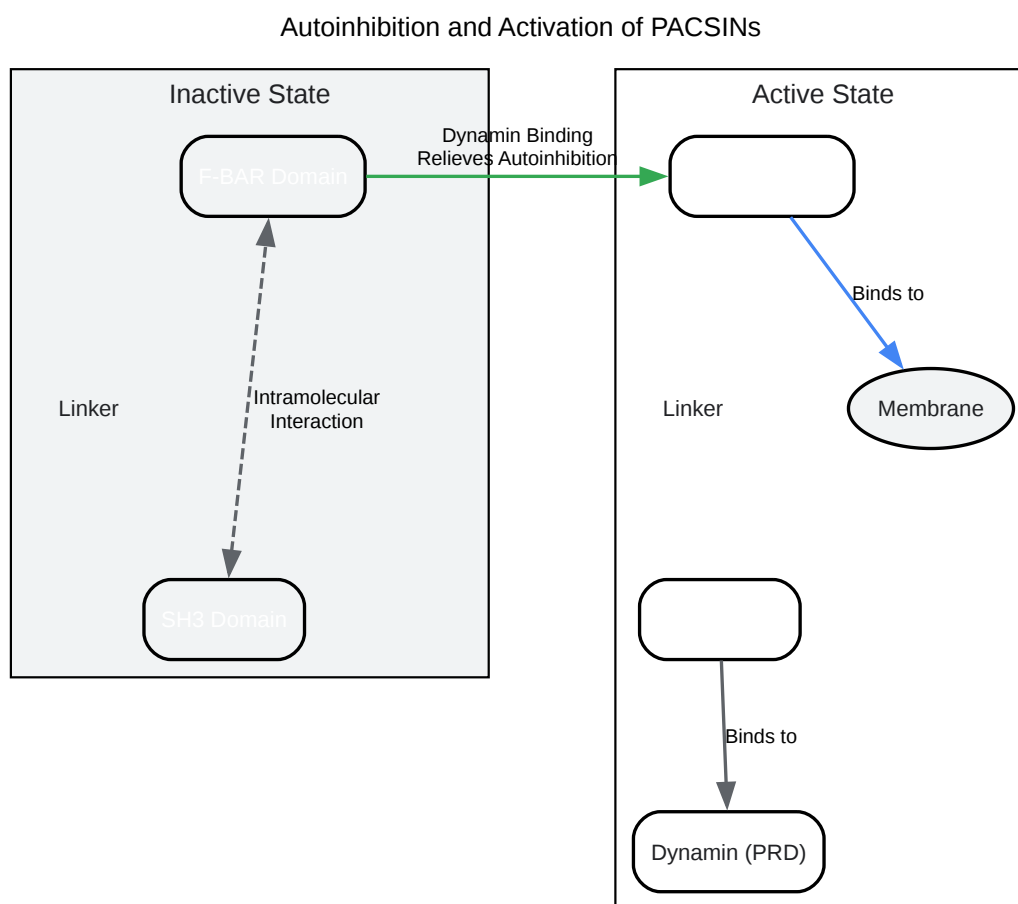 Autoinhibition and Activation of PACSINs
Inactive State
Active State
Dynamin Binding
Relieves Autoinhibition
F-BAR Domain
Binds to
Linker
Intramolecular
Interaction
Linker
Membrane
SH3 Domain
Binds to
Dynamin (PRD)